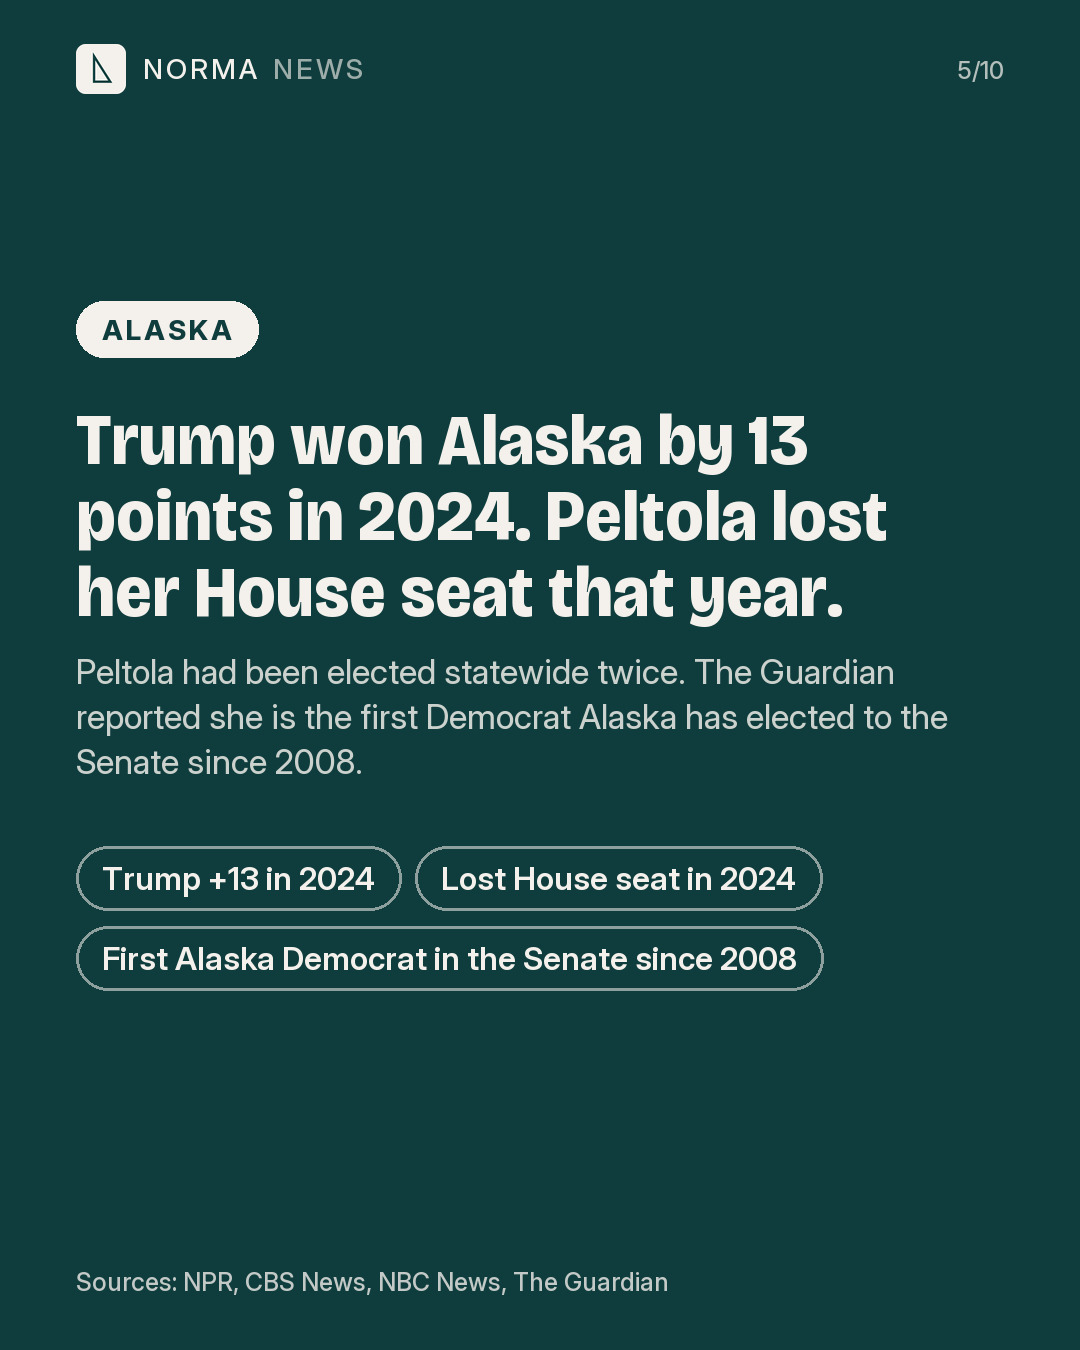 NORMA NEWS
5/10
ALASKA
Trump won Alaska by 13
points in 2024. Peltola lost
her House seat that year.
Peltola had been elected statewide twice. The Guardian
reported she is the first Democrat Alaska has elected to the
Senate since 2008.
Trump +13 in 2024
Lost House seat in 2024
First Alaska Democrat in the Senate since 2008
Sources: NPR, CBS News, NBC News, The Guardian